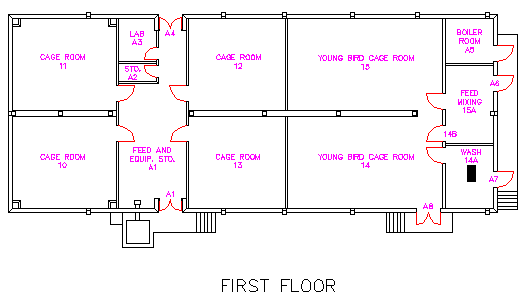 LAB
A3
A4
BOILER
ROOM
A5
CAGE ROOM
11
CAGE ROOM
12
YOUNG BIRD CAGE ROOM
15
STO.
A2
A6
FEED
MIXING
15A
14B
FEED AND
EQUIP. STO.
A1
CAGE ROOM
10
CAGE ROOM
13
YOUNG BIRD CAGE ROOM
14
WASH
14A
A7
A1
A8
FIRST FLOOR